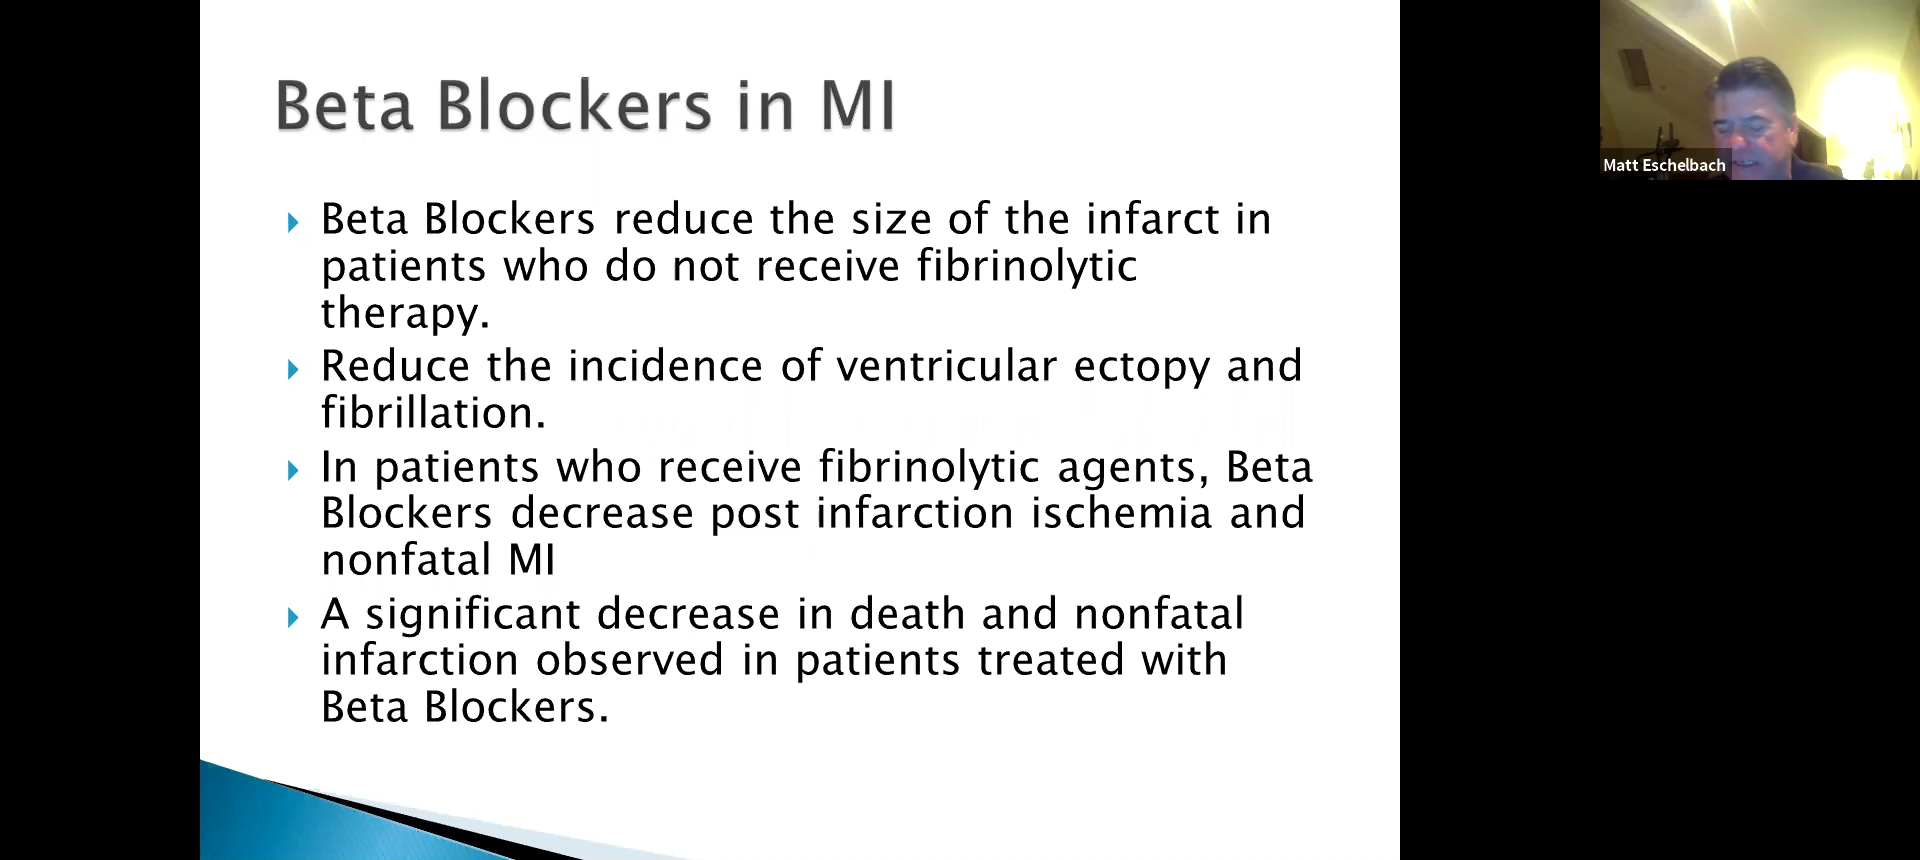 Beta Blockers in MI
Beta Blockers reduce the size of the infarct in
patients who do not receive fibrinolytic
therapy.
Reduce the incidence of ventricular ectopy and
fibrillation.
In patients who receive fibrinolytic agents, Beta
Blockers decrease post infarction ischemia and
nonfatal MI
A significant decrease in death and nonfatal
infarction observed in patients treated with
Beta Blockers.
Matt Eschelbach